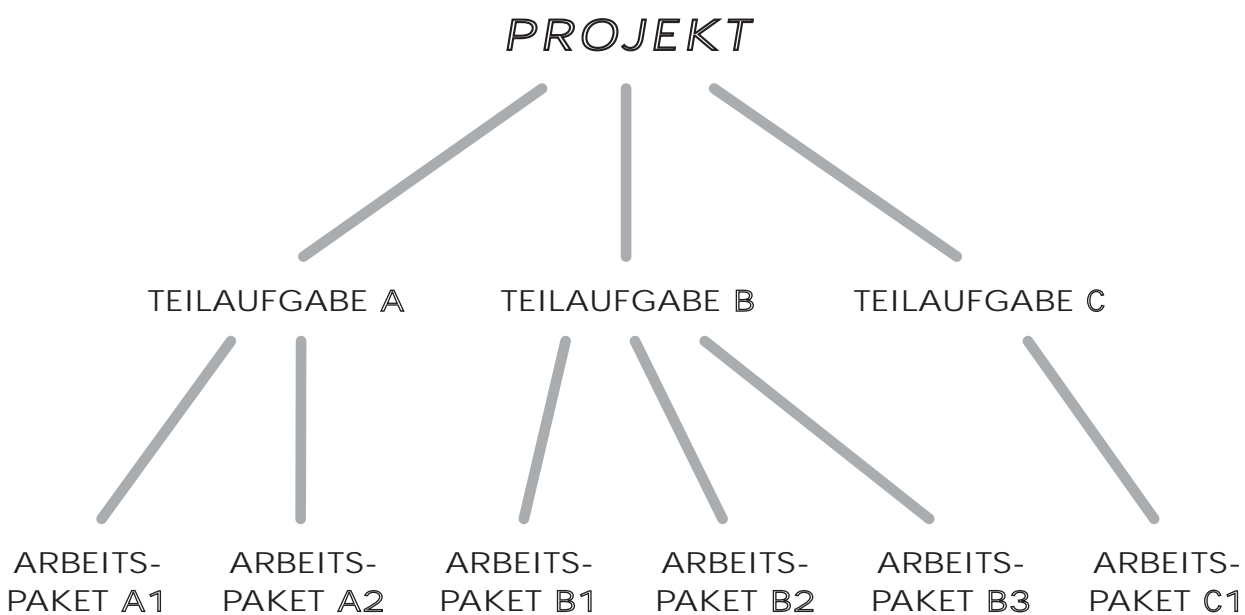 PROJEKT
TEILAUFGABE A
TEILAUFGABE B
TEILAUFGABE C
ARBEITS-
PAKET A1
ARBEITS-
PAKET A2
ARBEITS-
PAKET B1
ARBEITS-
PAKET B2
ARBEITS-
PAKET B3
ARBEITS-
PAKET C1